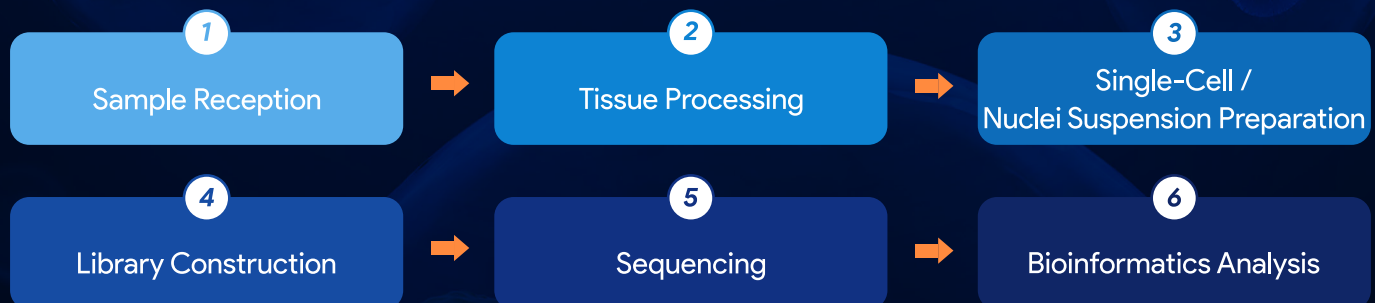 1
Sample Reception
2
Tissue Processing
3
Single-Cell /
Nuclei Suspension Preparation
4
Library Construction
5
Sequencing
6
Bioinformatics Analysis